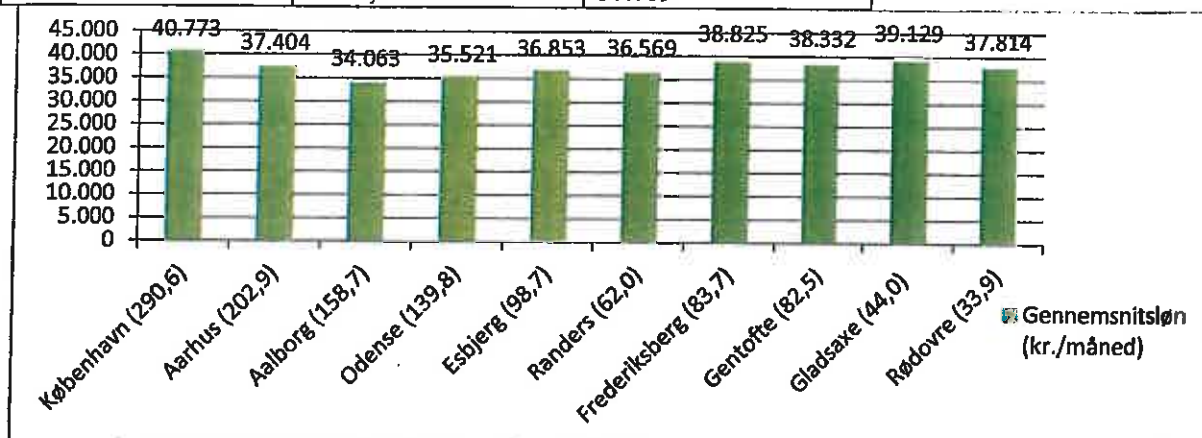 45.000
40.000
35.000
30.000
25.000
20.000
15.000
10.000
5.000
0
40.773
37.404
34.063
35.521
36.853
36.569
38.825
38.332
39.129
37.814
København (290,6)
Aarhus (202,9)
Aalborg (158,7)
Odense (139,8)
Esbjerg (98,7)
Randers (62,0)
Frederiksberg (83,7)
Gentofte (82,5)
Gladsaxe (44,0)
Rødovre (33,9)
Gennemsnitsløn
(kr./måned)